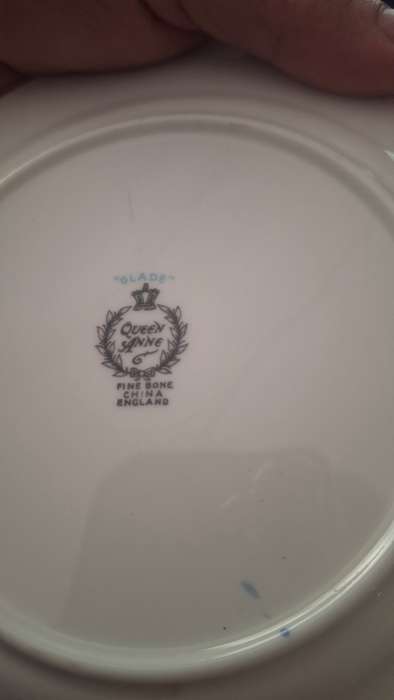 "GLADE"
QUEEN
ANNE
FINE BONE
CHINA
ENGLAND